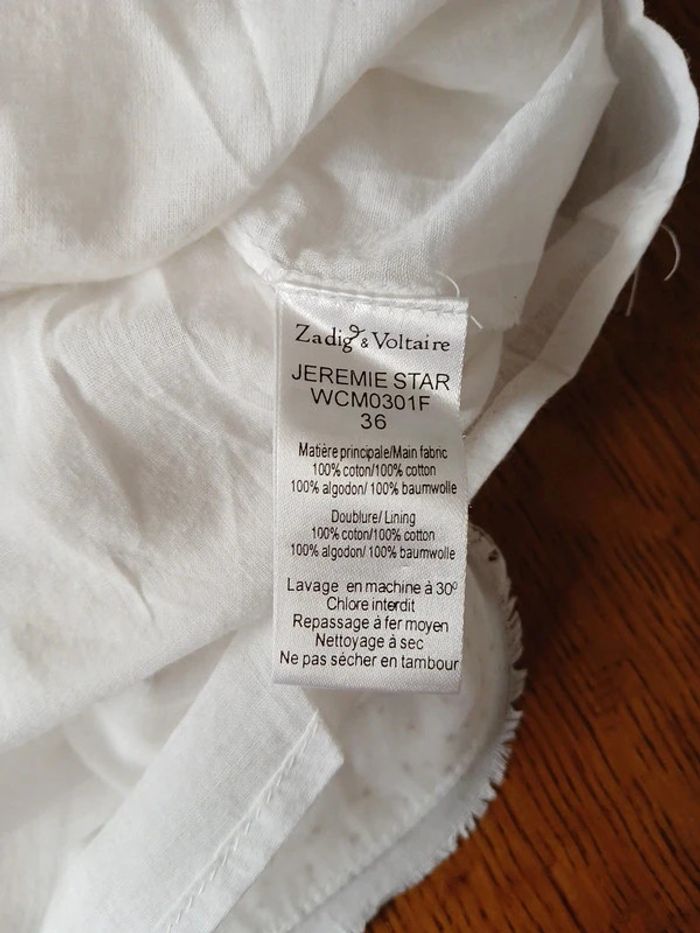 Zadig & Voltaire
JEREMIE STAR
WCM0301F
36
Matière principale/Main fabric
100% coton/100% cotton
100% algodon/ 100% baumwolle
Doublure/ Lining
100% coton/100% cotton
100% algodon/ 100% baumwolle
Lavage en machine à 30º
Chlore interdit
Repassage à fer moyen
Nettoyage à sec
Ne pas sécher en tambour